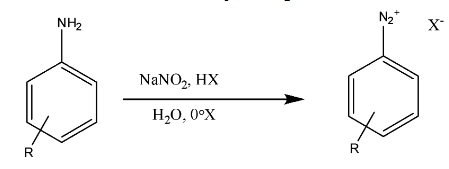 NH₂
N₂⁺ X⁻
NaNO₂, HX
H₂O, 0°X
R
R